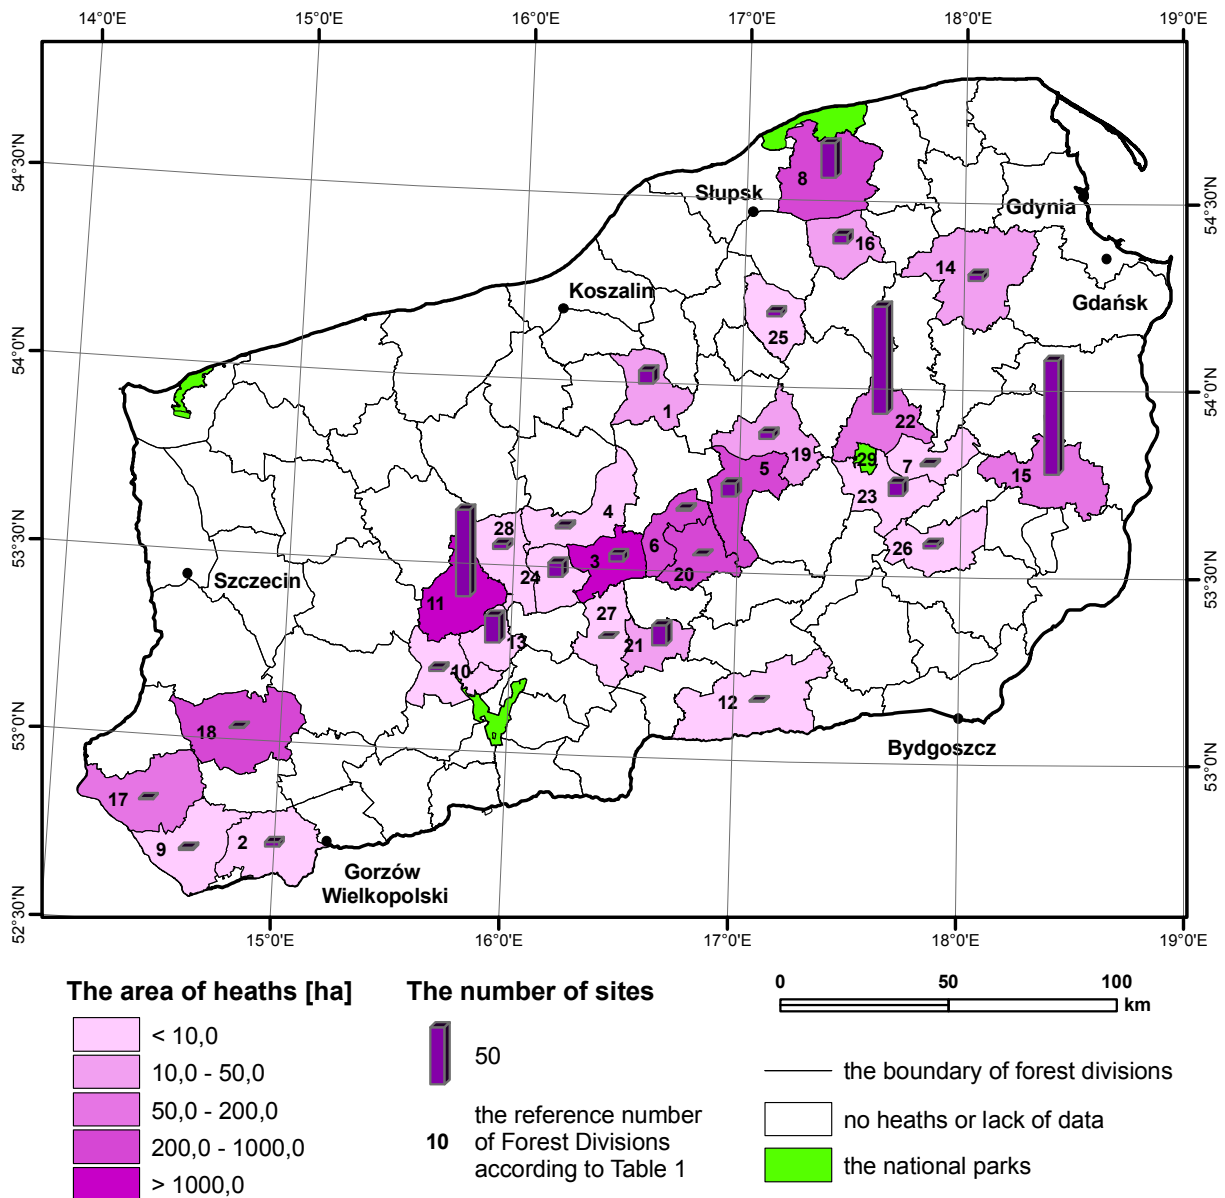 14°0'E 15°0'E 16°0'E 17°0'E 18°0'E 19°0'E
54°30'N
54°30'N
8
Słupsk
Gdynia
16
14
Gdańsk
Koszalin
25
54°0'N
54°0'N
1
22
19
5
29
7
15
23
4
28
6
26
3
20
24
53°30'N
53°30'N
Szczecin
11
27
13
21
10
12
18
53°0'N
53°0'N
Bydgoszcz
17
9
2
Gorzów
Wielkopolski
52°30'N
15°0'E 16°0'E 17°0'E 18°0'E 19°0'E
The area of heaths [ha]
< 10,0
10,0 - 50,0
50,0 - 200,0
200,0 - 1000,0
> 1000,0
The number of sites
50
10
the reference number
of Forest Divisions
according to Table 1
0 50 100
km
the boundary of forest divisions
no heaths or lack of data
the national parks